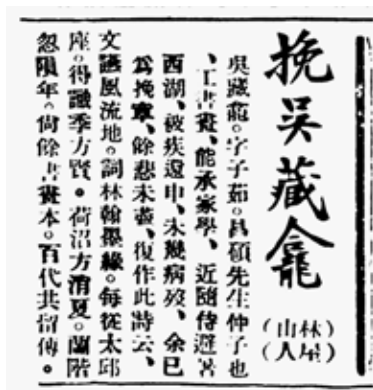 挽吳藏龕
（林屋山人）
吳藏龕。字子茹。昌碩先生仲子也
、工書畫、能承家學、近隨侍避暑
西湖、被疾還申、未幾病歿、余已
爲挽章、餘悲未盡、復作此詩云、
文讌風流地。詞林翰墨緣。每從太邱
座。得識季方賢。荷沼方消夏。蘭階
忽隕年。尙餘書畫本。百代共留傳。